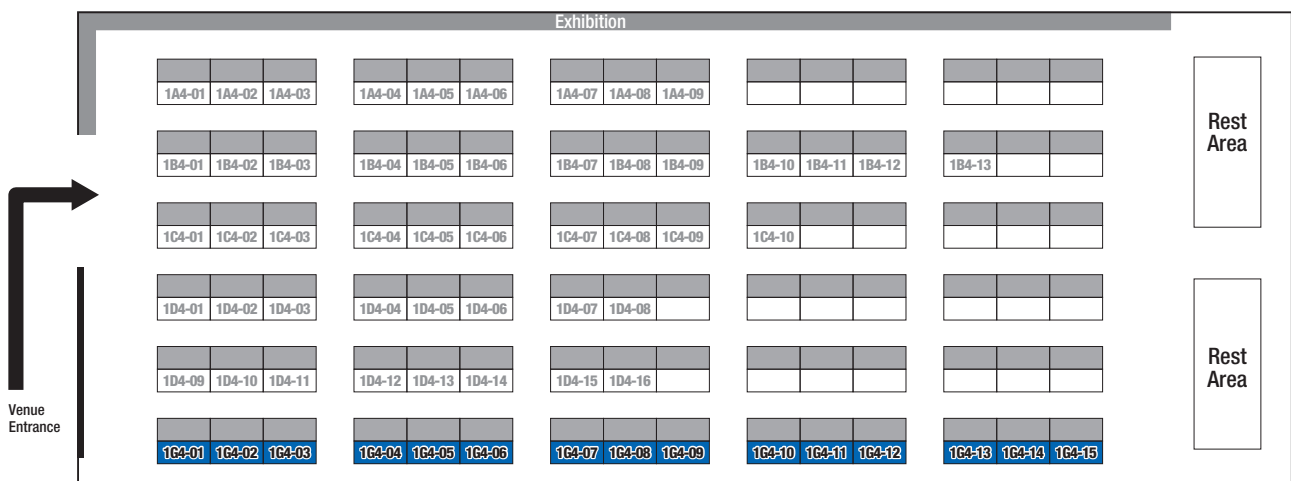 Exhibition
1A4-01 1A4-02 1A4-03 1A4-04 1A4-05 1A4-06 1A4-07 1A4-08 1A4-09
Rest
Area
1B4-01 1B4-02 1B4-03 1B4-04 1B4-05 1B4-06 1B4-07 1B4-08 1B4-09 1B4-10 1B4-11 1B4-12 1B4-13
1C4-01 1C4-02 1C4-03 1C4-04 1C4-05 1C4-06 1C4-07 1C4-08 1C4-09 1C4-10
1D4-01 1D4-02 1D4-03 1D4-04 1D4-05 1D4-06 1D4-07 1D4-08
Rest
Area
1D4-09 1D4-10 1D4-11 1D4-12 1D4-13 1D4-14 1D4-15 1D4-16
Venue
Entrance
1G4-01 1G4-02 1G4-03 1G4-04 1G4-05 1G4-06 1G4-07 1G4-08 1G4-09 1G4-10 1G4-11 1G4-12 1G4-13 1G4-14 1G4-15